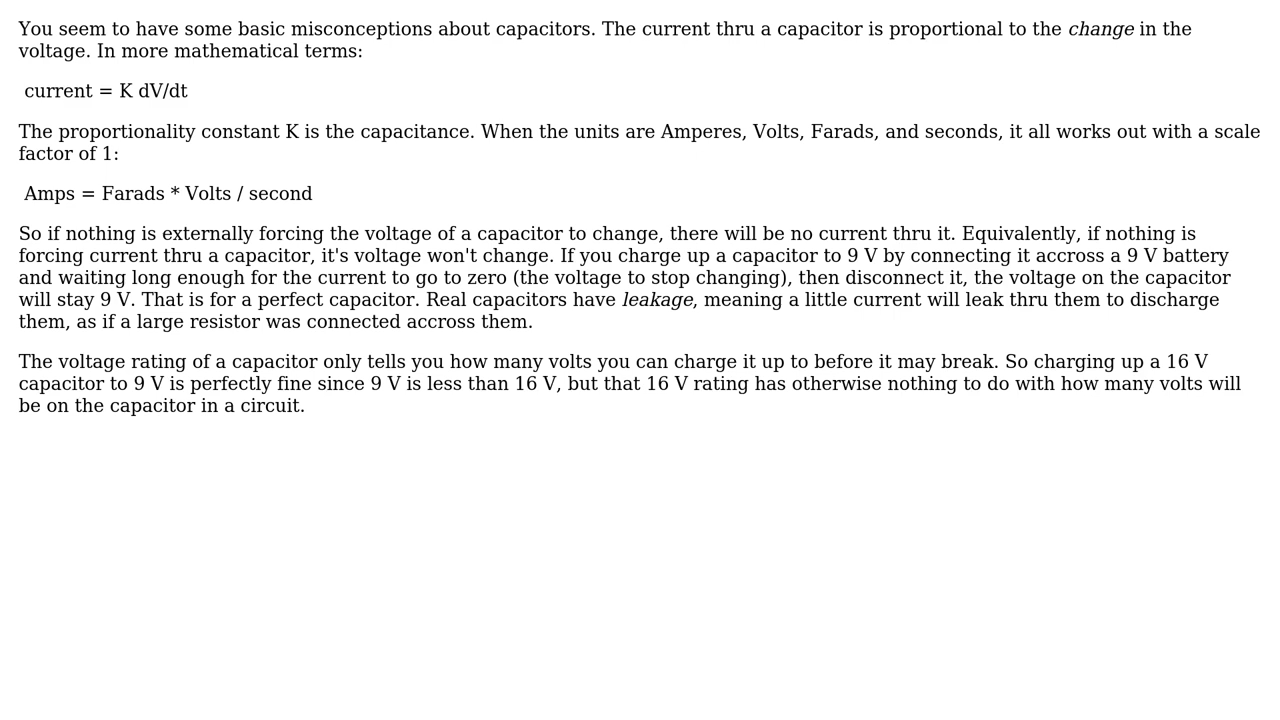 You seem to have some basic misconceptions about capacitors. The current thru a capacitor is proportional to the change in the
voltage. In more mathematical terms:
current = K dV/dt
The proportionality constant K is the capacitance. When the units are Amperes, Volts, Farads, and seconds, it all works out with a scale
factor of 1:
Amps = Farads * Volts / second
So if nothing is externally forcing the voltage of a capacitor to change, there will be no current thru it. Equivalently, if nothing is
forcing current thru a capacitor, it's voltage won't change. If you charge up a capacitor to 9 V by connecting it accross a 9 V battery
and waiting long enough for the current to go to zero (the voltage to stop changing), then disconnect it, the voltage on the capacitor
will stay 9 V. That is for a perfect capacitor. Real capacitors have leakage, meaning a little current will leak thru them to discharge
them, as if a large resistor was connected accross them.
The voltage rating of a capacitor only tells you how many volts you can charge it up to before it may break. So charging up a 16 V
capacitor to 9 V is perfectly fine since 9 V is less than 16 V, but that 16 V rating has otherwise nothing to do with how many volts will
be on the capacitor in a circuit.